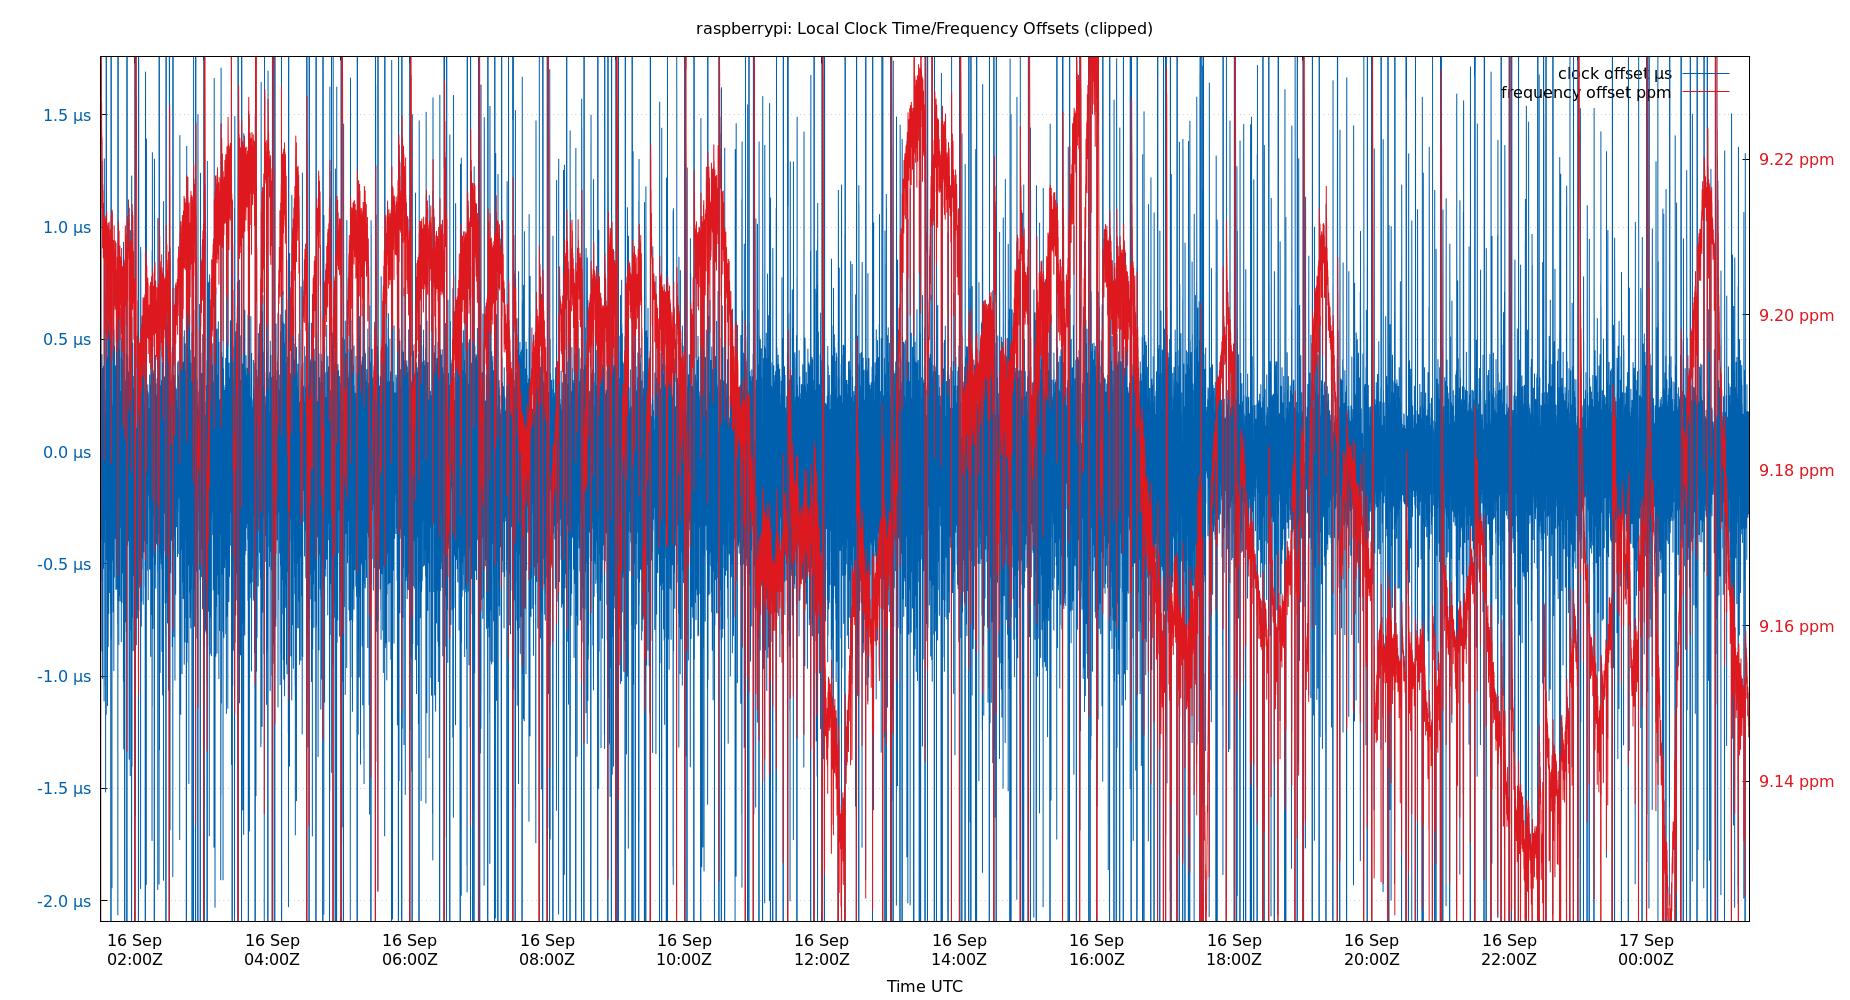 raspberrypi: Local Clock Time/Frequency Offsets (clipped)
clock offset µs
frequency offset ppm
1.5 µs
1.0 µs
0.5 µs
0.0 µs
-0.5 µs
-1.0 µs
-1.5 µs
-2.0 µs
9.22 ppm
9.20 ppm
9.18 ppm
9.16 ppm
9.14 ppm
16 Sep 16 Sep 16 Sep 16 Sep 16 Sep 16 Sep 16 Sep 16 Sep 16 Sep 16 Sep 16 Sep 17 Sep
02:00Z 04:00Z 06:00Z 08:00Z 10:00Z 12:00Z 14:00Z 16:00Z 18:00Z 20:00Z 22:00Z 00:00Z
Time UTC